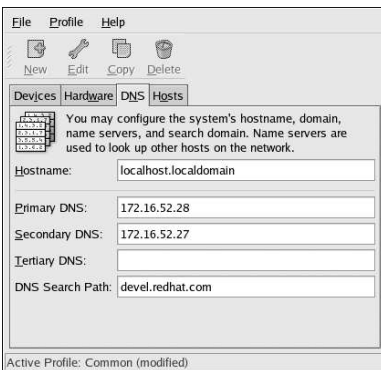 File Profile Help
New Edit Copy Delete
Devices Hardware DNS Hosts
You may configure the system's hostname, domain,
name servers, and search domain. Name servers are
used to look up other hosts on the network.
Hostname: localhost.localdomain
Primary DNS: 172.16.52.28
Secondary DNS: 172.16.52.27
Tertiary DNS:
DNS Search Path: devel.redhat.com
Active Profile: Common (modified)